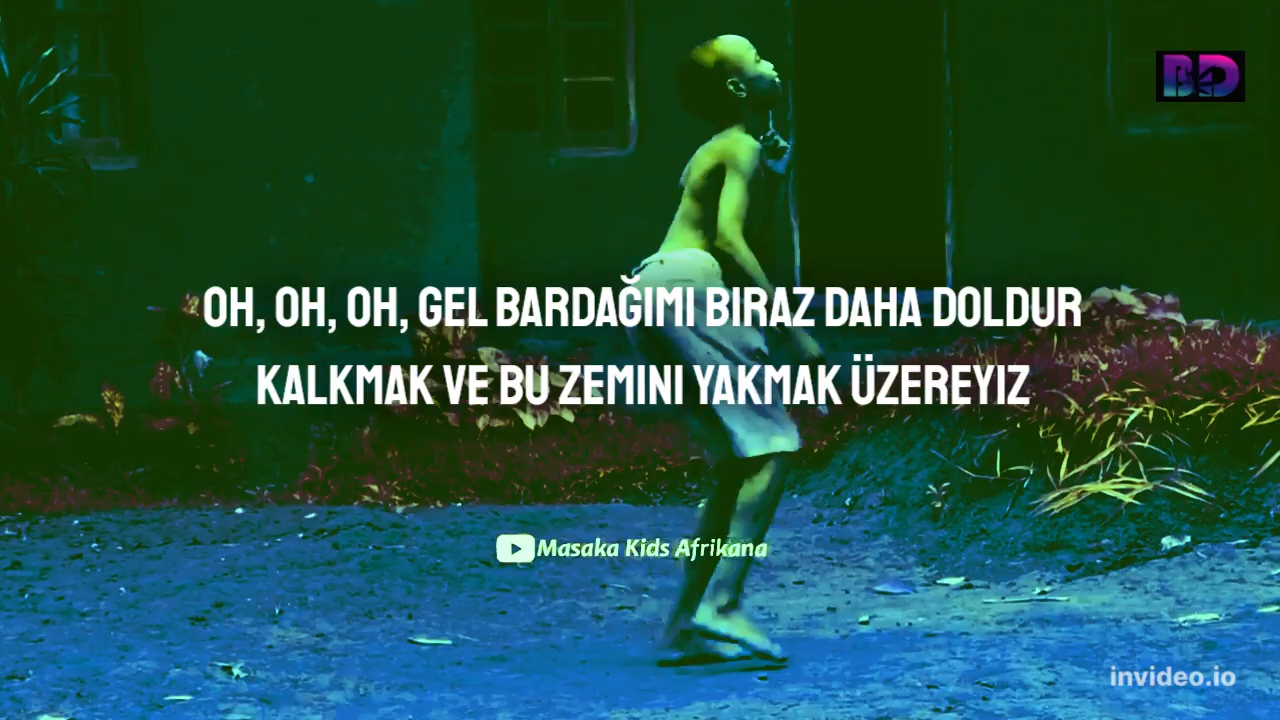 BD
OH, OH, OH, GEL BARDAĞIMI BIRAZ DAHA DOLDUR
KALKMAK VE BU ZEMINI YAKMAK ÜZEREYIZ
Masaka Kids Afrikana
invideo.io